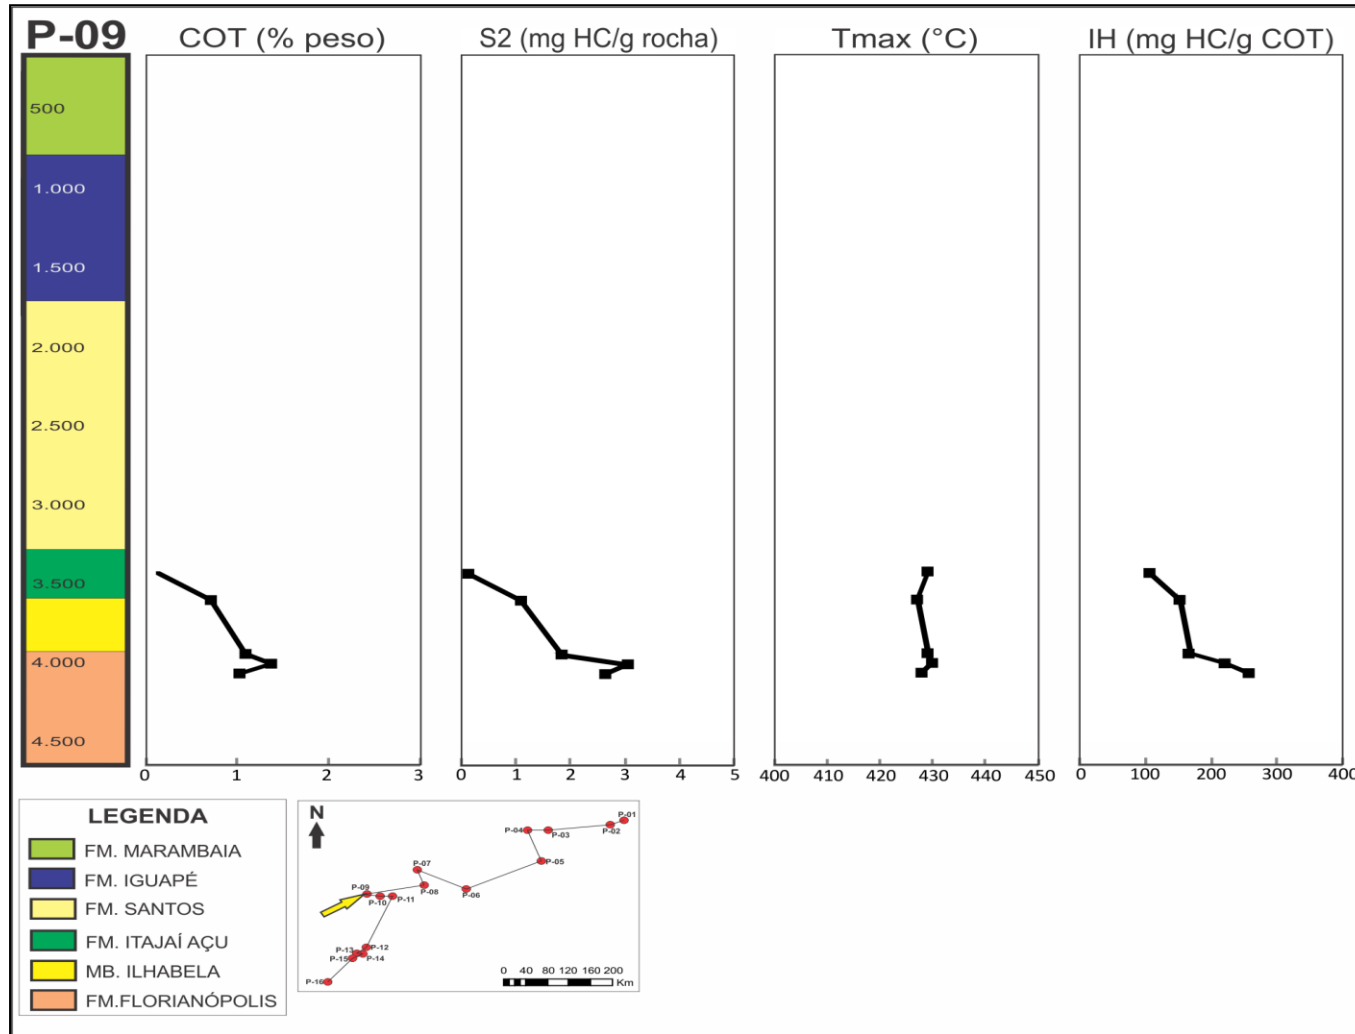 P-09 COT (% peso) S2 (mg HC/g rocha) Tmax (°C) IH (mg HC/g COT)
500
1.000
1.500
2.000
2.500
3.000
3.500
4.000
4.500
0 1 2 3 0 1 2 3 4 5 400 410 420 430 440 450 0 100 200 300 400
LEGENDA
FM. MARAMBAIA
FM. IGUAPÉ
FM. SANTOS
FM. ITAJAÍ AÇU
MB. ILHABELA
FM.FLORIANÓPOLIS
N
P-01
P-02
P-04 P-03
P-05
P-07
P-08
P-06
P-09
P-10 P-11
P-12
P-13
P-14
P-15
P-16
0 40 80 120 160 200
Km